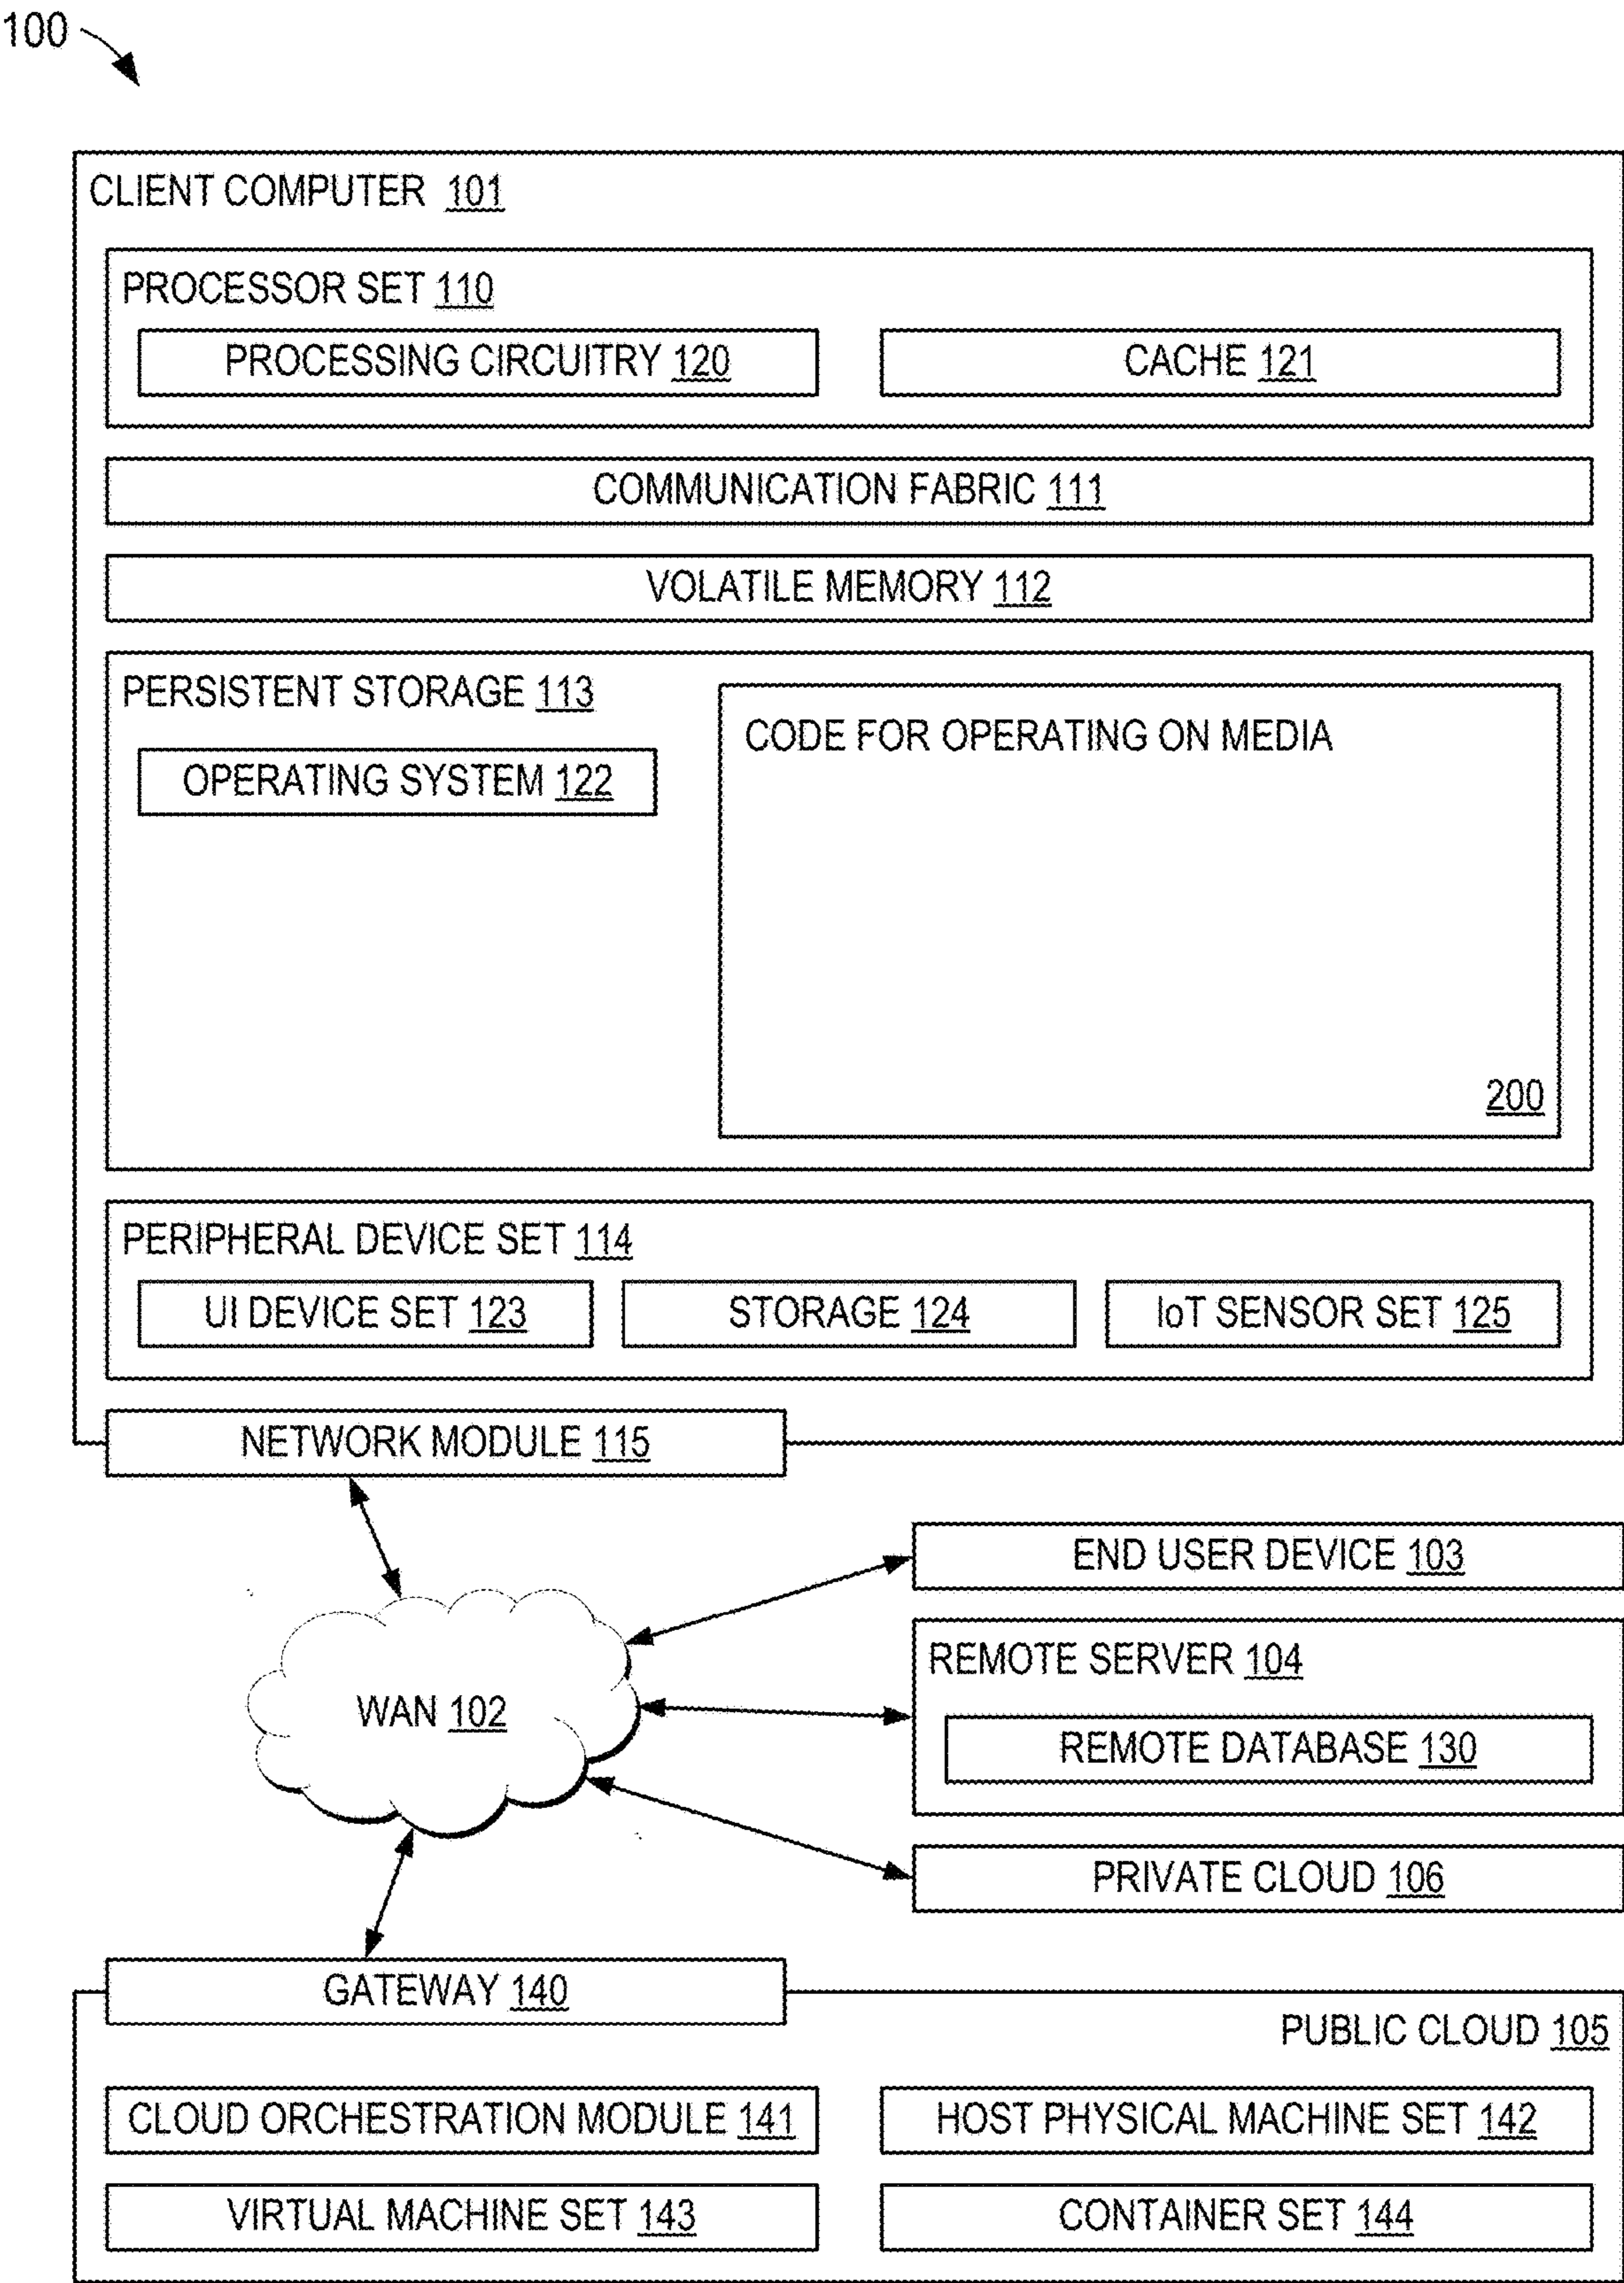 100
CLIENT COMPUTER 101
PROCESSOR SET 110
PROCESSING CIRCUITRY 120
CACHE 121
COMMUNICATION FABRIC 111
VOLATILE MEMORY 112
PERSISTENT STORAGE 113
OPERATING SYSTEM 122
CODE FOR OPERATING ON MEDIA
200
PERIPHERAL DEVICE SET 114
UI DEVICE SET 123
STORAGE 124
IoT SENSOR SET 125
NETWORK MODULE 115
END USER DEVICE 103
REMOTE SERVER 104
WAN 102
REMOTE DATABASE 130
PRIVATE CLOUD 106
GATEWAY 140
PUBLIC CLOUD 105
CLOUD ORCHESTRATION MODULE 141
HOST PHYSICAL MACHINE SET 142
VIRTUAL MACHINE SET 143
CONTAINER SET 144